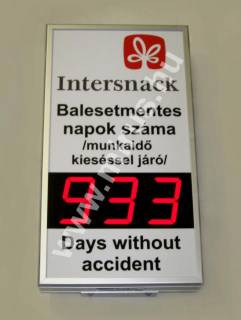 Intersnack
Balesetmentes
napok száma
/munkaidő
kieséssel járó/
933
Days without
accident